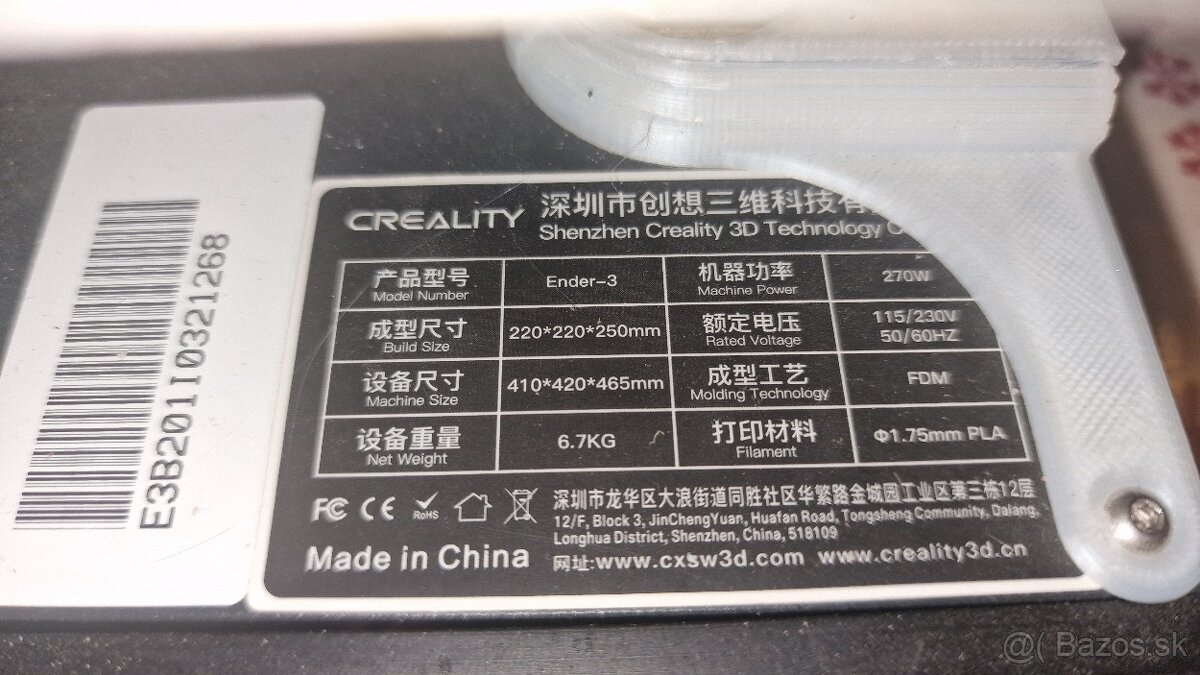 E3B201I0321268
CREALITY 深圳市创想三维科技有
Shenzhen Creality 3D Technology
产品型号 Ender-3 机器功率 270W
Model Number Machine Power
成型尺寸 220*220*250mm 额定电压 115/230V
Build Size Rated Voltage 50/60HZ
设备尺寸 410*420*465mm 成型工艺 FDM
Machine Size Molding Technology
设备重量 6.7KG 打印材料 Φ1.75mm PLA
Net Weight Filament
FC CE RoHS
深圳市龙华区大浪街道同胜社区华繁路金城园工业区第三栋12层
12/F, Block 3, JinChengYuan, Huafan Road, Tongsheng Community, Dalang,
Longhua District, Shenzhen, China, 518109
Made in China 网址:www.cxsw3d.com www.creality3d.cn
@( Bazos.sk